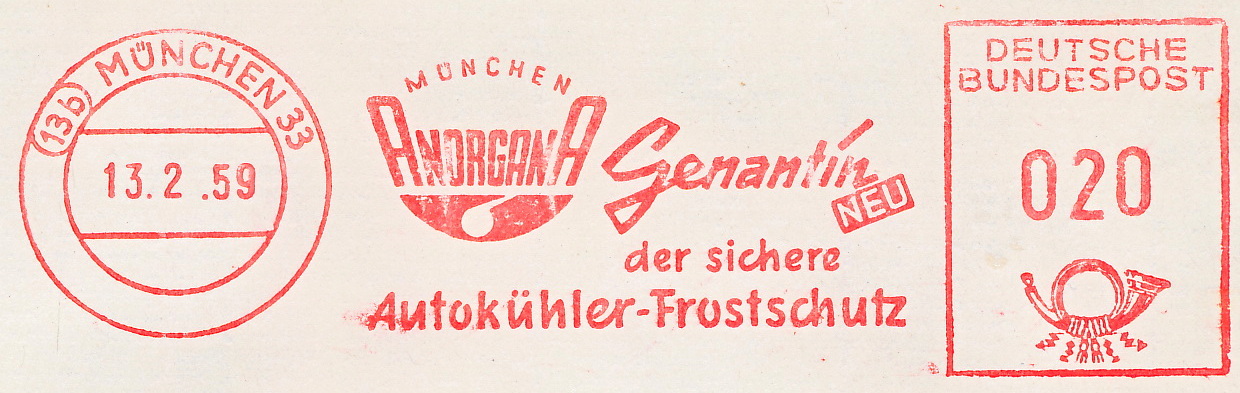 (13b) MÜNCHEN 33
13.2.59
MÜNCHEN
ANORGANA
Genantin
NEU
der sichere
Autokühler-Frostschutz
DEUTSCHE
BUNDESPOST
020